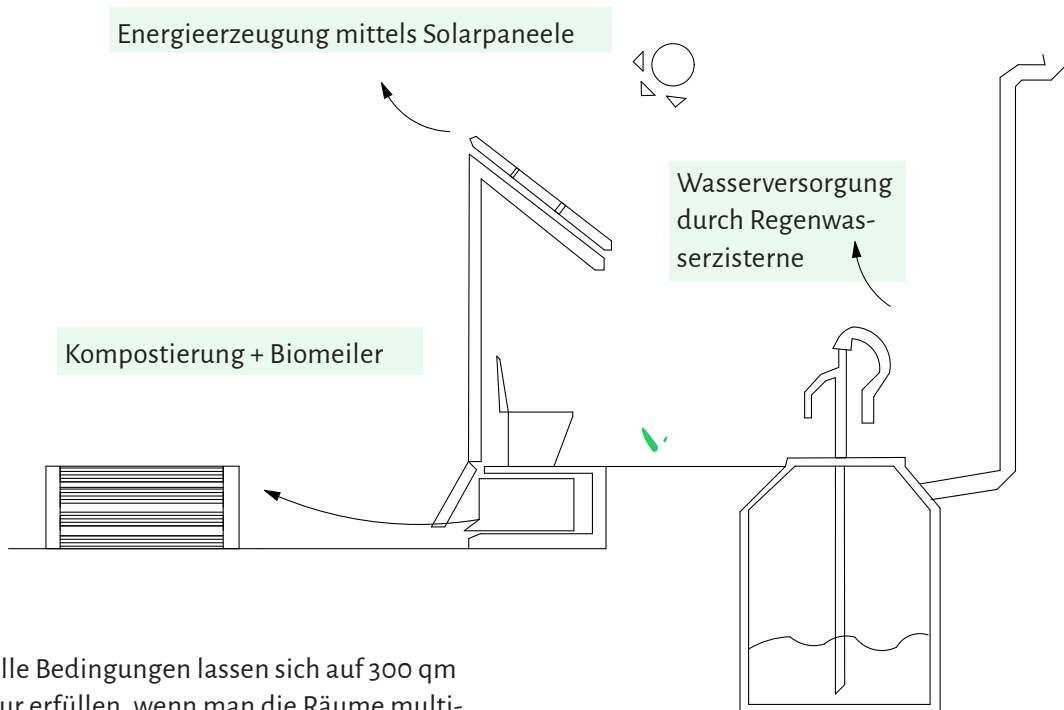 Energieerzeugung mittels Solarpaneele
Wasserversorgung
durch Regenwas-
serzisterne
Kompostierung + Biomeiler
lle Bedingungen lassen sich auf 300 qm
ur erfüllen, wenn man die Räume multi-